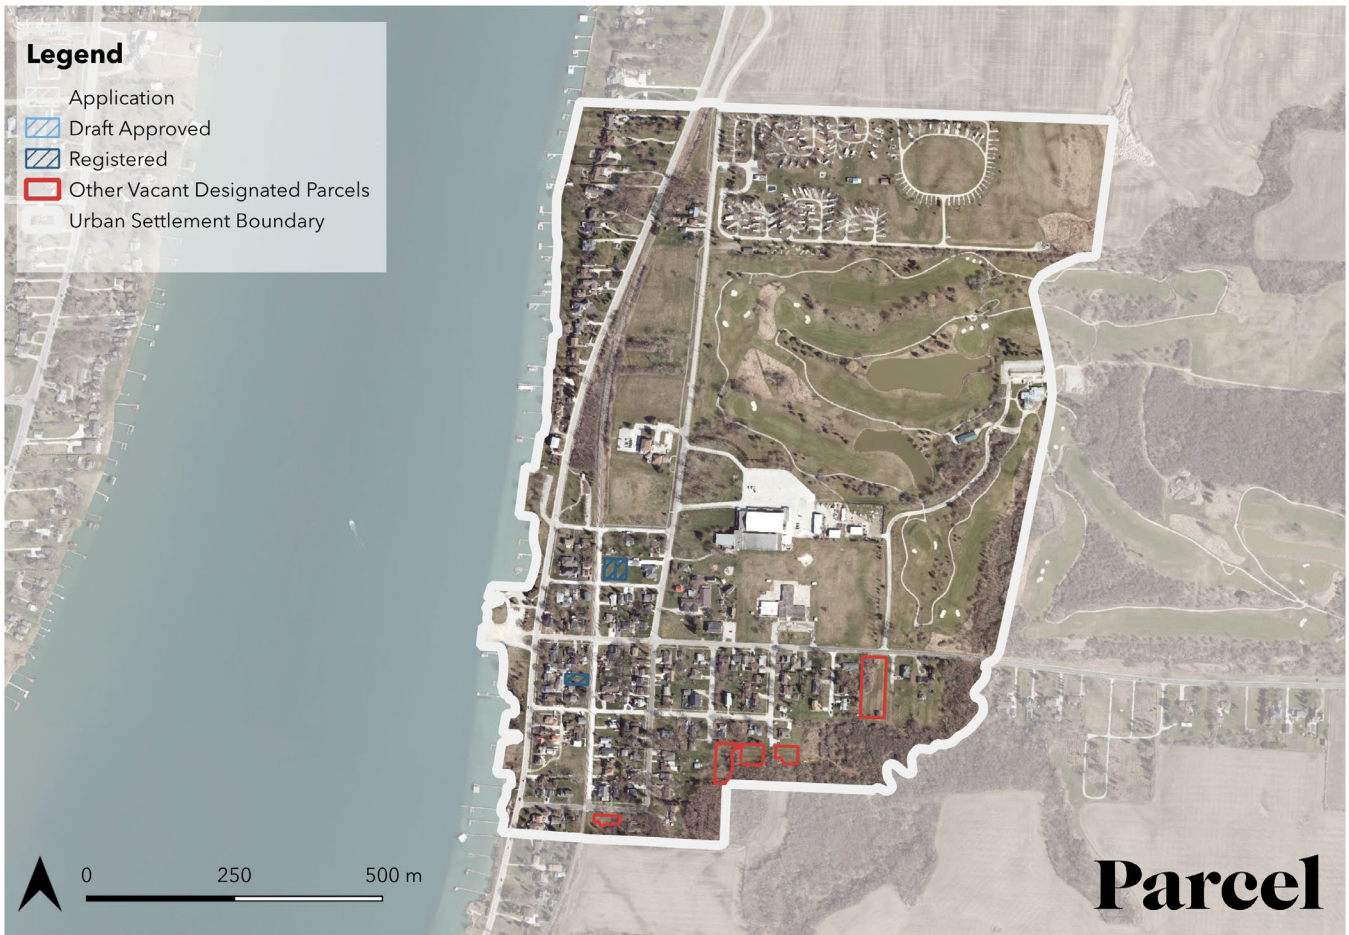 Legend
Application
Draft Approved
Registered
Other Vacant Designated Parcels
Urban Settlement Boundary
0 250 500 m
Parcel